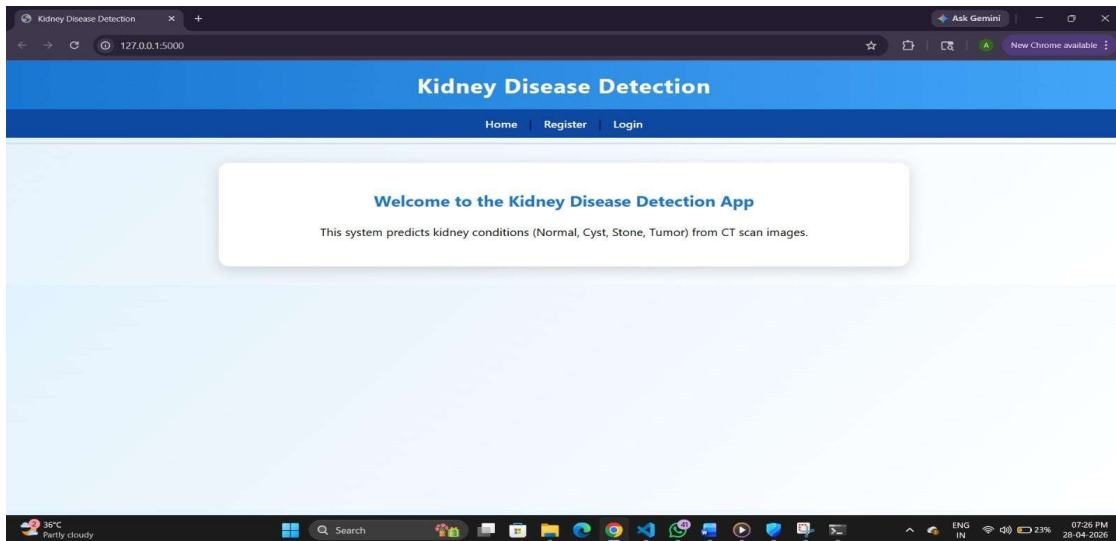 Kidney Disease Detection
Ask Gemini
127.0.0.1:5000
A
New Chrome available
Kidney Disease Detection
Home Register Login
Welcome to the Kidney Disease Detection App
This system predicts kidney conditions (Normal, Cyst, Stone, Tumor) from CT scan images.
2
36°C
Partly cloudy
Search
41
ENG
IN
23%
07:26 PM
28-04-2026